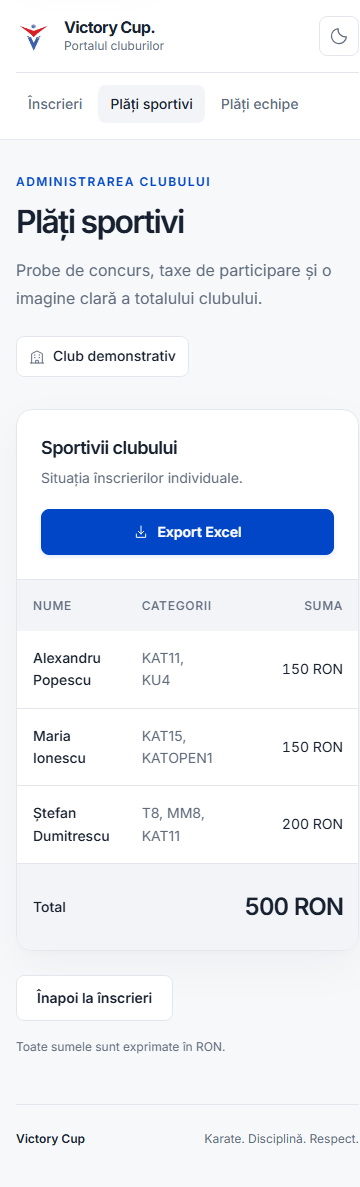 Victory Cup.
Portalul cluburilor
Înscrieri
Plăți sportivi
Plăți echipe
ADMINISTRAREA CLUBULUI
Plăți sportivi
Probe de concurs, taxe de participare și o
imagine clară a totalului clubului.
Club demonstrativ
Sportivii clubului
Situația înscrierilor individuale.
Export Excel
NUME CATEGORII SUMA
Alexandru
Popescu
KAT11,
KU4
150 RON
Maria
Ionescu
KAT15,
KATOPEN1
150 RON
Ștefan
Dumitrescu
T8, MM8,
KAT11
200 RON
Total 500 RON
Înapoi la înscrieri
Toate sumele sunt exprimate în RON.
Victory Cup
Karate. Disciplină. Respect.